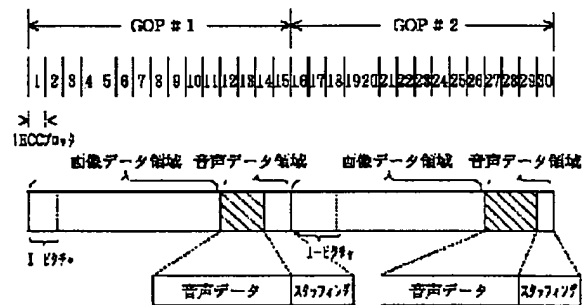 GOP # 1 GOP # 2
1 2 3 4 5 6 7 8 9 10 11 12 13 14 15 16 17 18 19 20 21 22 23 24 25 26 27 28 29 30
1ECCブロック
画像データ領域 音声データ領域 画像データ領域 音声データ領域
I ピクチャ I-ピクチャ
音声データ スタッフィング 音声データ スタッフィング